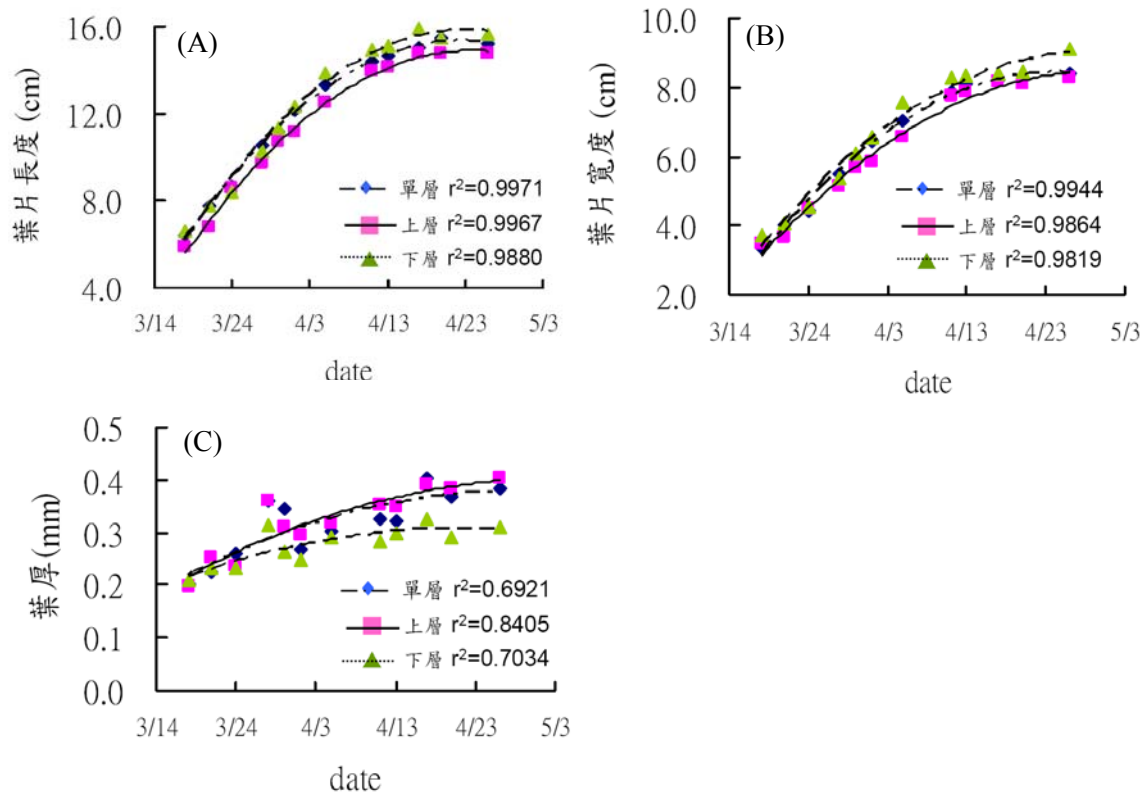 (A)
葉片長度 (cm)
16.0
12.0
8.0
4.0
單層 r²=0.9971
上層 r²=0.9967
下層 r²=0.9880
3/14 3/24 4/3 4/13 4/23 5/3
date
(B)
葉片寬度 (cm)
10.0
8.0
6.0
4.0
2.0
單層 r²=0.9944
上層 r²=0.9864
下層 r²=0.9819
3/14 3/24 4/3 4/13 4/23 5/3
date
(C)
葉厚(mm)
0.5
0.4
0.3
0.2
0.1
0.0
單層 r²=0.6921
上層 r²=0.8405
下層 r²=0.7034
3/14 3/24 4/3 4/13 4/23 5/3
date